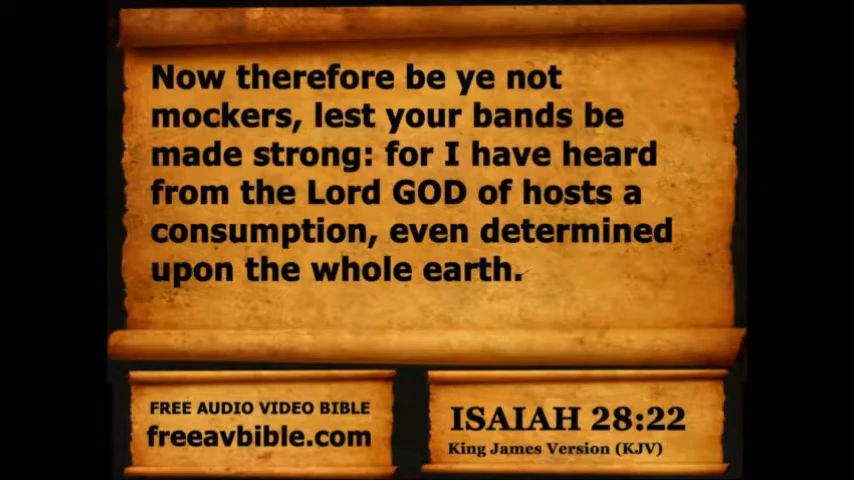 Now therefore be ye not
mockers, lest your bands be
made strong: for I have heard
from the Lord GOD of hosts a
consumption, even determined
upon the whole earth.
FREE AUDIO VIDEO BIBLE
freeavbible.com
ISAIAH 28:22
King James Version (KJV)